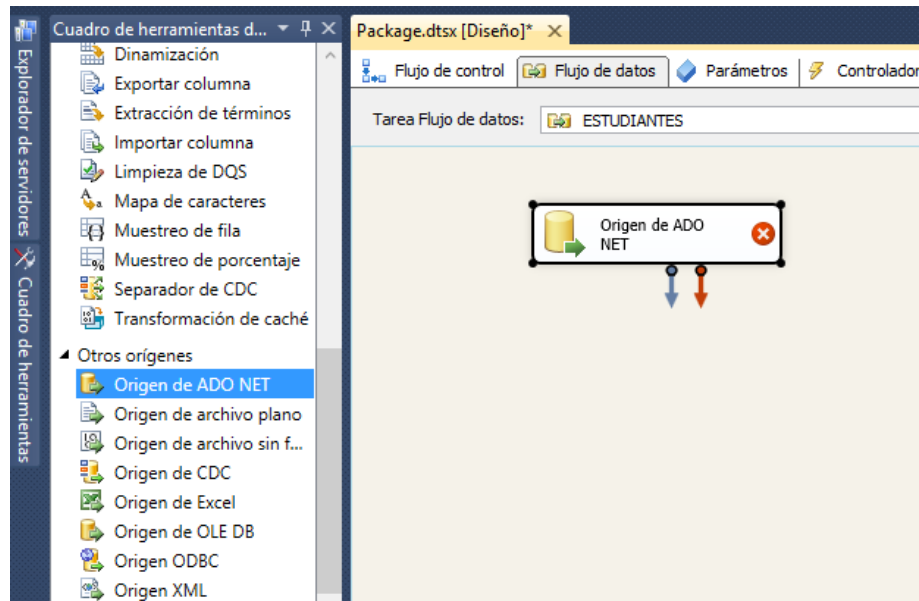 Explorador de servidores
Cuadro de herramientas
Cuadro de herramientas d...
Dinamización
Exportar columna
Extracción de términos
Importar columna
Limpieza de DQS
Mapa de caracteres
Muestreo de fila
Muestreo de porcentaje
Separador de CDC
Transformación de caché
Otros orígenes
Origen de ADO NET
Origen de archivo plano
Origen de archivo sin f...
Origen de CDC
Origen de Excel
Origen de OLE DB
Origen ODBC
Origen XML
Package.dtsx [Diseño]*
Flujo de control Flujo de datos Parámetros Controlador
Tarea Flujo de datos: ESTUDIANTES
Origen de ADO
NET